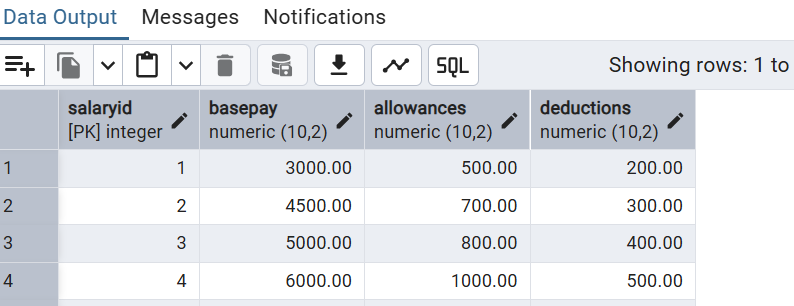 Data Output Messages Notifications
SQL Showing rows: 1 to
salaryid basepay allowances deductions
[PK] integer numeric (10,2) numeric (10,2) numeric (10,2)
1 1 3000.00 500.00 200.00
2 2 4500.00 700.00 300.00
3 3 5000.00 800.00 400.00
4 4 6000.00 1000.00 500.00